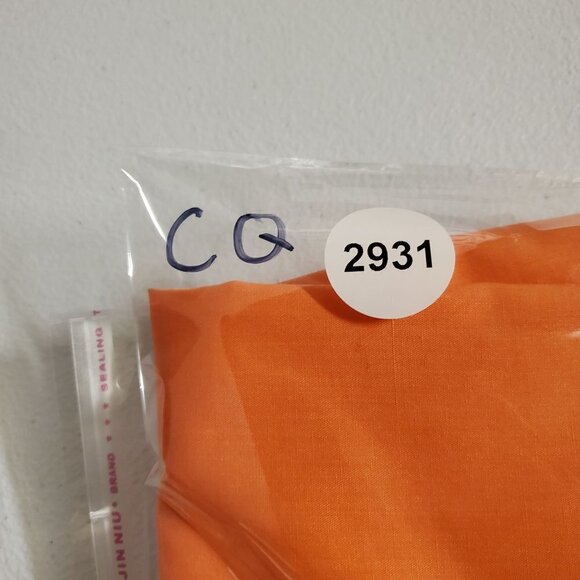 CQ
2931
JIN NIU BRAND SEALING T